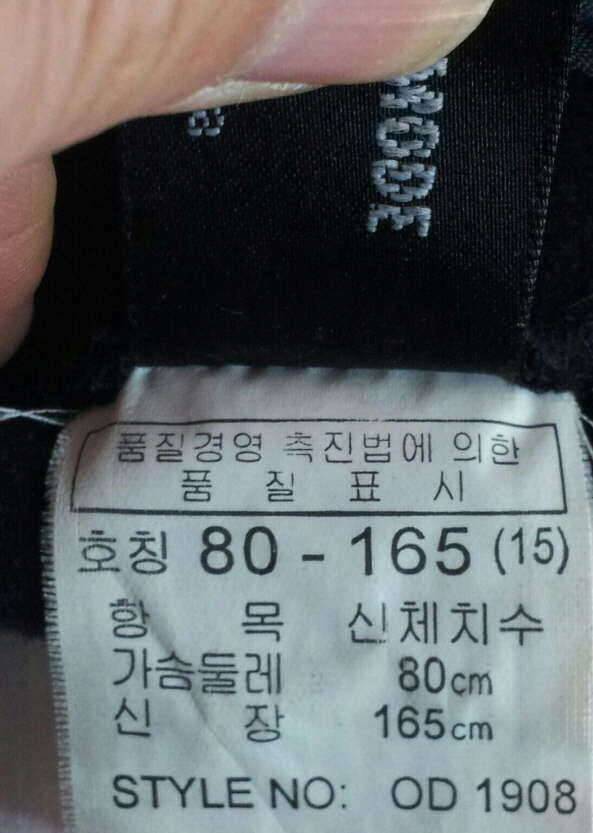 품질경영 촉진법에 의한
품 질 표 시
호칭 80 - 165 (15)
항 목 신체치수
가슴둘레 80cm
신 장 165cm
STYLE NO: OD 1908